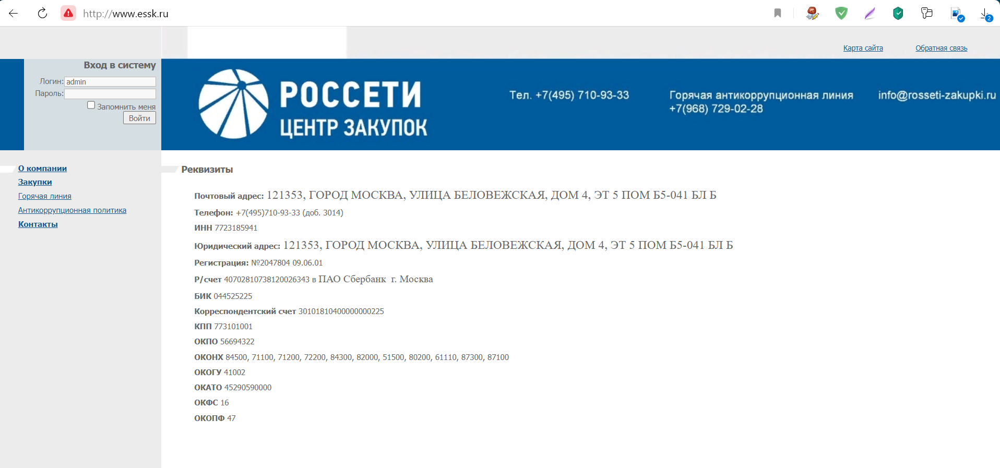 http://www.essk.ru
2
Карта сайта
Обратная связь
Вход в систему
Логин: admin
Пароль:
Запомнить меня
Войти
РОССЕТИ
ЦЕНТР ЗАКУПОК
Тел. +7(495) 710-93-33
Горячая антикоррупционная линия
+7(968) 729-02-28
info@rosseti-zakupki.ru
О компании
Закупки
Горячая линия
Антикоррупционная политика
Контакты
Реквизиты
Почтовый адрес: 121353, ГОРОД МОСКВА, УЛИЦА БЕЛОВЕЖСКАЯ, ДОМ 4, ЭТ 5 ПОМ Б5-041 БЛ Б
Телефон: +7(495)710-93-33 (доб. 3014)
ИНН 7723185941
Юридический адрес: 121353, ГОРОД МОСКВА, УЛИЦА БЕЛОВЕЖСКАЯ, ДОМ 4, ЭТ 5 ПОМ Б5-041 БЛ Б
Регистрация: №2047804 09.06.01
Р/счет 40702810738120026343 в ПАО Сбербанк г. Москва
БИК 044525225
Корреспондентский счет 30101810400000000225
КПП 773101001
ОКПО 56694322
ОКОНХ 84500, 71100, 71200, 72200, 84300, 82000, 51500, 80200, 61110, 87300, 87100
ОКОГУ 41002
ОКАТО 45290590000
ОКФС 16
ОКОПФ 47